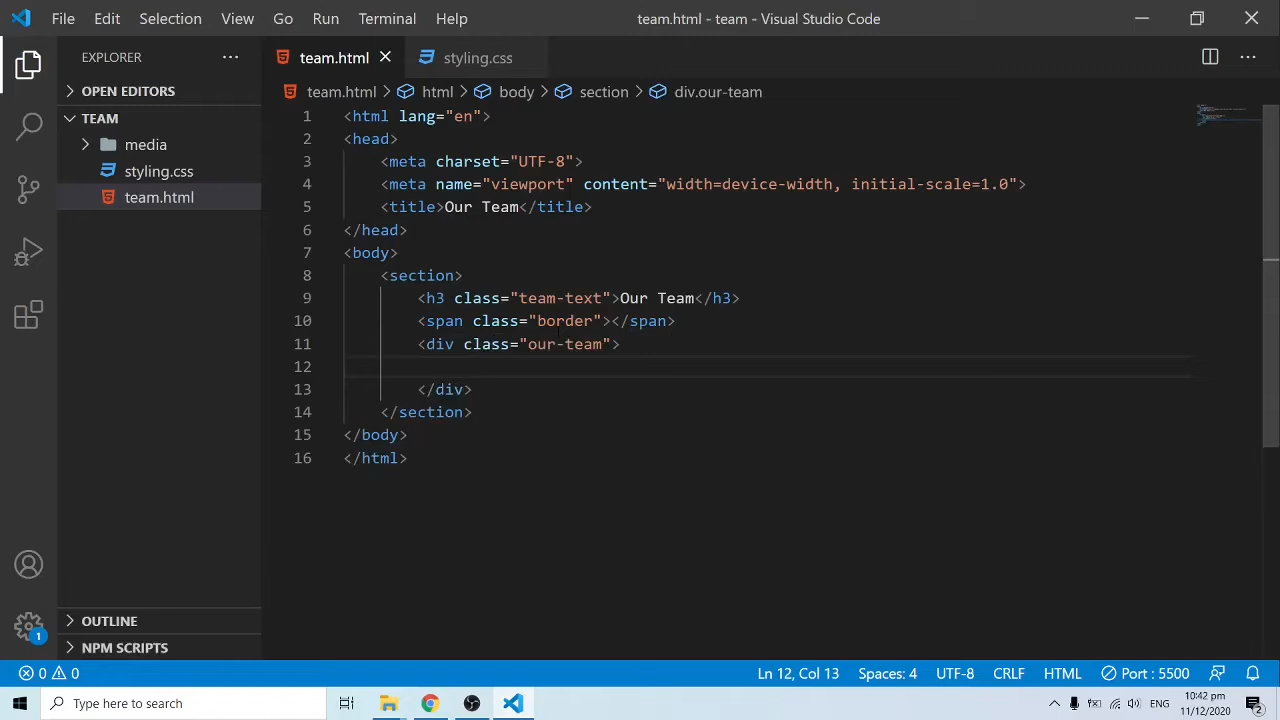 File Edit Selection View Go Run Terminal Help team.html - team - Visual Studio Code
EXPLORER
OPEN EDITORS
TEAM
media
styling.css
team.html
OUTLINE
NPM SCRIPTS
1
team.html
styling.css
team.html > html > body > section > div.our-team
1 <html lang="en">
2 <head>
3 <meta charset="UTF-8">
4 <meta name="viewport" content="width=device-width, initial-scale=1.0">
5 <title>Our Team</title>
6 </head>
7 <body>
8 <section>
9 <h3 class="team-text">Our Team</h3>
10 <span class="border"></span>
11 <div class="our-team">
12
13 </div>
14 </section>
15 </body>
16 </html>
0 0 Ln 12, Col 13 Spaces: 4 UTF-8 CRLF HTML Port : 5500
Type here to search
ENG
10:42 pm
11/12/2020
2